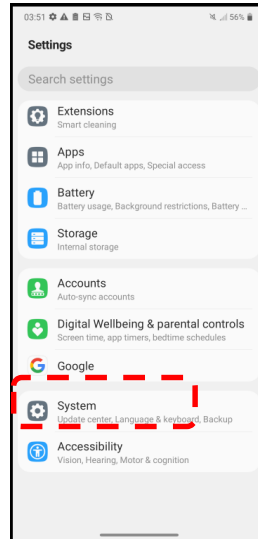 03:51 56%
Settings
Search settings
Extensions
Smart cleaning
Apps
App info, Default apps, Special access
Battery
Battery usage, Background restrictions, Battery ...
Storage
Internal storage
Accounts
Auto-sync accounts
Digital Wellbeing & parental controls
Screen time, app timers, bedtime schedules
Google
System
Update center, Language & keyboard, Backup
Accessibility
Vision, Hearing, Motor & cognition